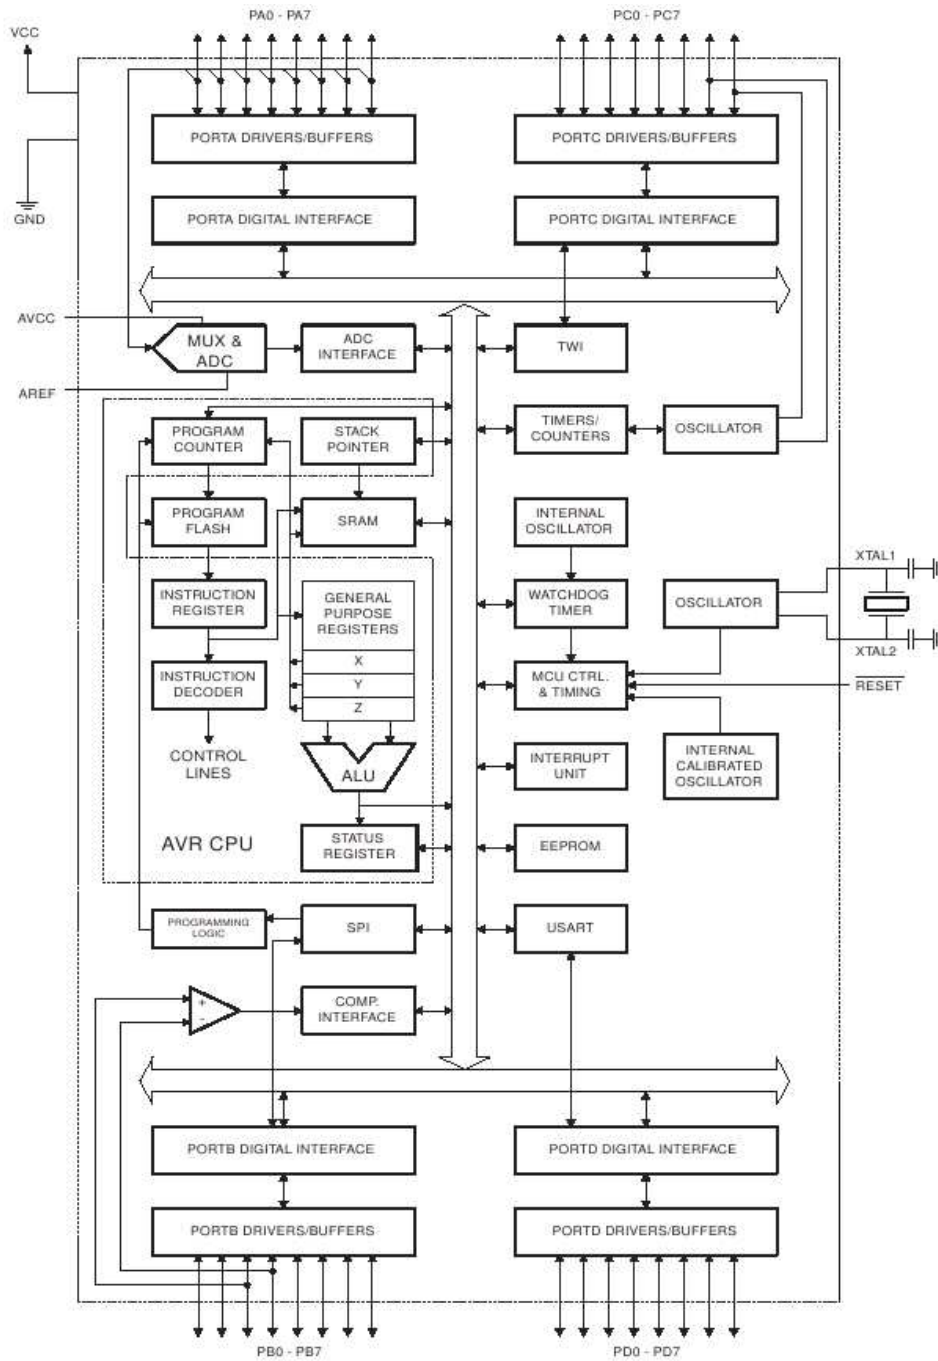 PA0 - PA7
PC0 - PC7
VCC
PORTA DRIVERS/BUFFERS
PORTC DRIVERS/BUFFERS
GND
PORTA DIGITAL INTERFACE
PORTC DIGITAL INTERFACE
AVCC
MUX &
ADC
ADC
INTERFACE
TWI
AREF
PROGRAM
COUNTER
STACK
POINTER
TIMERS/
COUNTERS
OSCILLATOR
PROGRAM
FLASH
SRAM
INTERNAL
OSCILLATOR
XTAL1
INSTRUCTION
REGISTER
GENERAL
PURPOSE
REGISTERS
WATCHDOG
TIMER
OSCILLATOR
XTAL2
X
Y
Z
INSTRUCTION
DECODER
MCU CTRL.
& TIMING
RESET
CONTROL
LINES
ALU
INTERRUPT
UNIT
INTERNAL
CALIBRATED
OSCILLATOR
AVR CPU
STATUS
REGISTER
EEPROM
PROGRAMMING
LOGIC
SPI
USART
+
-
COMP.
INTERFACE
PORTB DIGITAL INTERFACE
PORTD DIGITAL INTERFACE
PORTB DRIVERS/BUFFERS
PORTD DRIVERS/BUFFERS
PB0 - PB7
PD0 - PD7